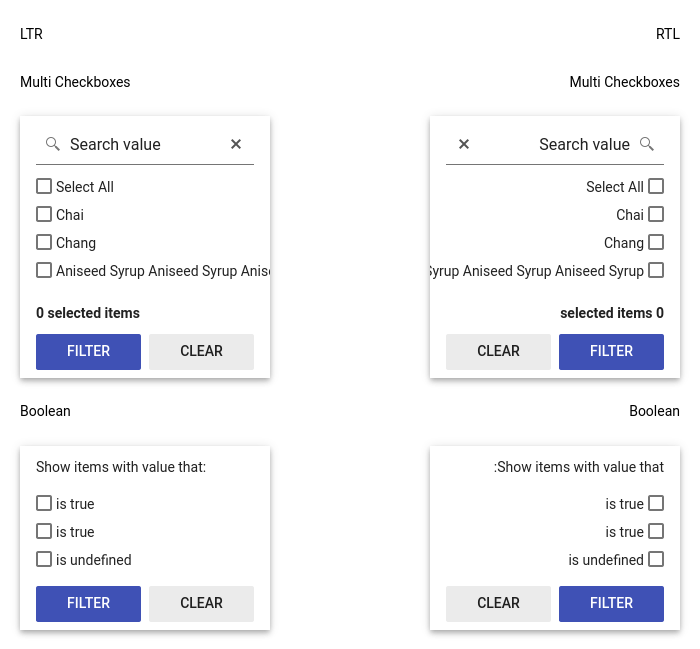 LTR
RTL
Multi Checkboxes
Multi Checkboxes
Search value
Select All
Chai
Chang
Aniseed Syrup Aniseed Syrup
0 selected items
FILTER CLEAR
Search value
Select All
Chai
Chang
Aniseed Syrup Aniseed Syrup
selected items 0
CLEAR FILTER
Boolean
Boolean
Show items with value that:
is true
is true
is undefined
FILTER CLEAR
:Show items with value that
is true
is true
is undefined
CLEAR FILTER